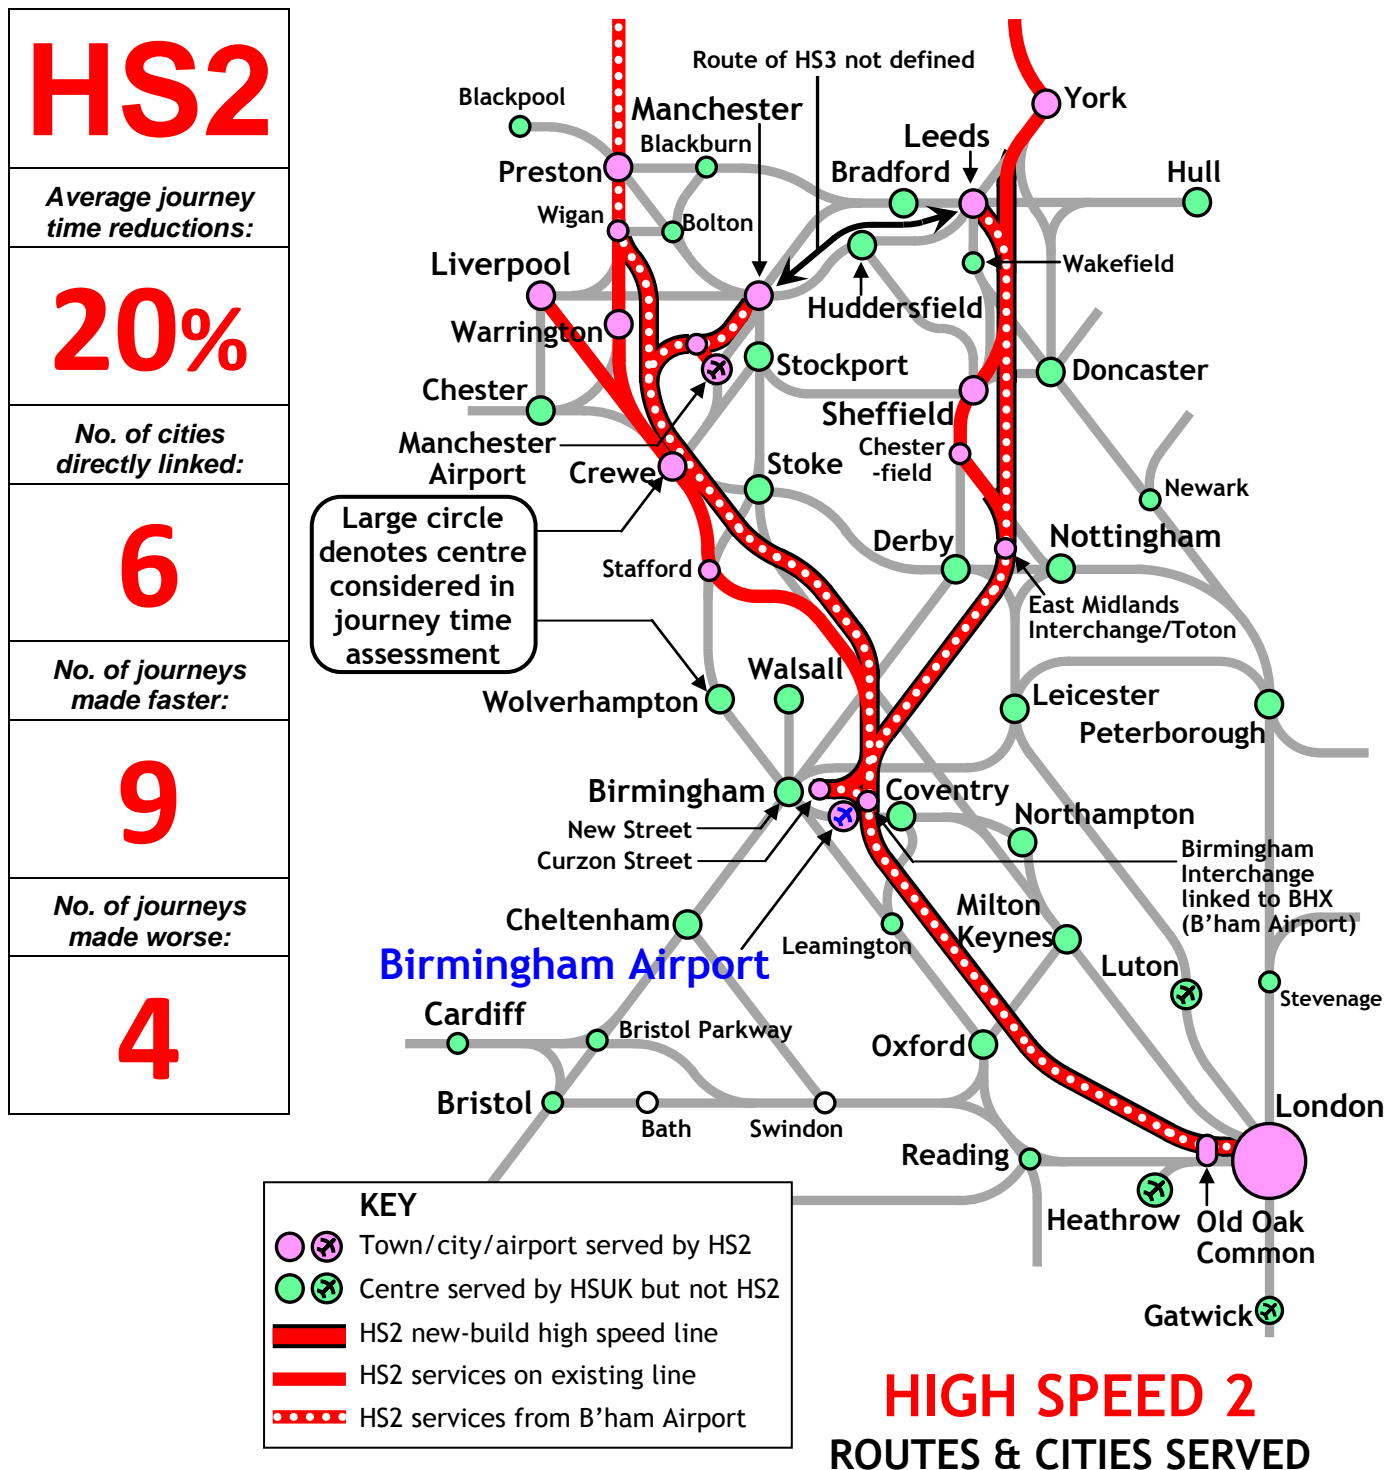 HS2
Average journey
time reductions:
20%
No. of cities
directly linked:
6
No. of journeys
made faster:
9
No. of journeys
made worse:
4
Route of HS3 not defined
Blackpool
Manchester
York
Blackburn
Leeds
Preston
Bradford
Hull
Wigan
Bolton
Liverpool
Wakefield
Huddersfield
Warrington
Stockport
Doncaster
Chester
Sheffield
Manchester
Airport
Chester
-field
Crewe
Stoke
Newark
Large circle
denotes centre
considered in
journey time
assessment
Derby
Nottingham
Stafford
East Midlands
Interchange/Toton
Walsall
Wolverhampton
Leicester
Peterborough
Birmingham
Coventry
New Street
Northampton
Curzon Street
Birmingham
Interchange
linked to BHX
(B'ham Airport)
Cheltenham
Milton
Keynes
Leamington
Birmingham Airport
Luton
Stevenage
Cardiff
Bristol Parkway
Oxford
Bristol
Bath
Swindon
London
Reading
Heathrow
Old Oak
Common
Gatwick
KEY
Town/city/airport served by HS2
Centre served by HSUK but not HS2
HS2 new-build high speed line
HS2 services on existing line
HS2 services from B'ham Airport
HIGH SPEED 2
ROUTES & CITIES SERVED